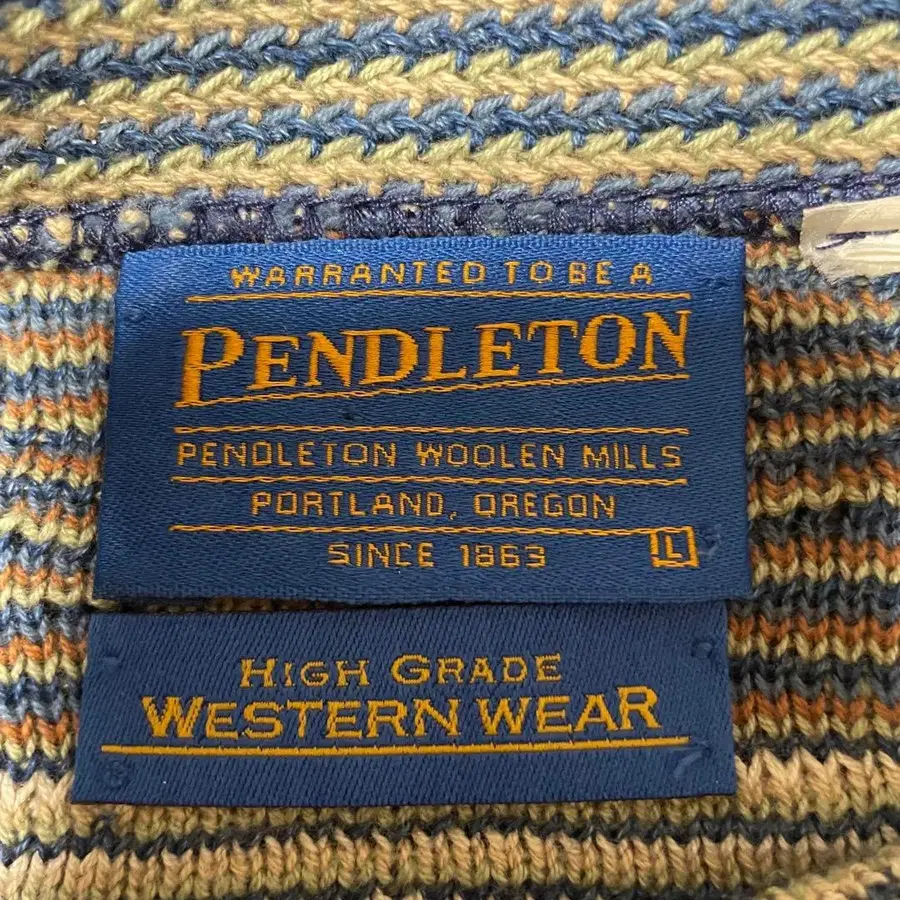 WARRANTED TO BE A
PENDLETON
PENDLETON WOOLEN MILLS
PORTLAND, OREGON
SINCE 1863 L
HIGH GRADE
WESTERN WEAR